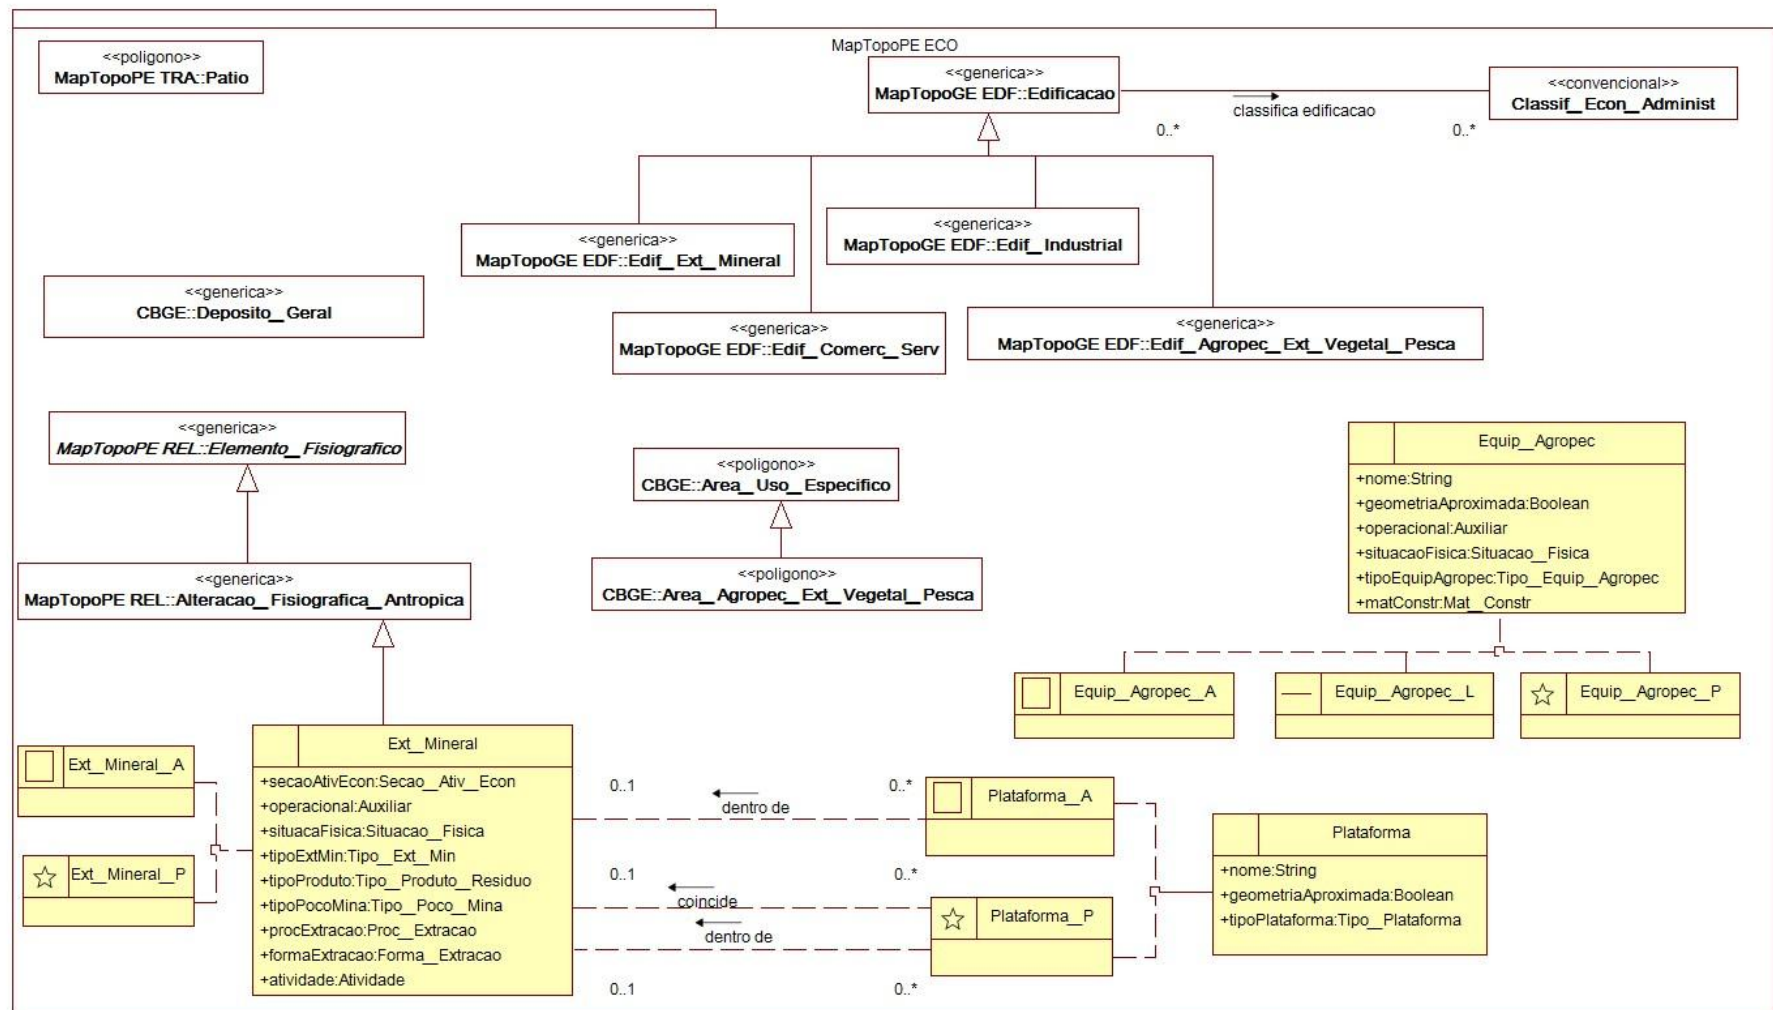 MapTopoPE ECO
<<poligono>>
MapTopoPE TRA::Patio
<<generica>>
MapTopoGE EDF::Edificacao
classifica edificacao
0..*
0..*
<<convencional>>
Classif_Econ_Administ
<<generica>>
MapTopoGE EDF::Edif_Ext_Mineral
<<generica>>
MapTopoGE EDF::Edif_Industrial
<<generica>>
CBGE::Deposito_Geral
<<generica>>
MapTopoGE EDF::Edif_Comerc_Serv
<<generica>>
MapTopoGE EDF::Edif_Agropec_Ext_Vegetal_Pesca
<<generica>>
MapTopoPE REL::Elemento_Fisiografico
<<poligono>>
CBGE::Area_Uso_Especifico
<<generica>>
MapTopoPE REL::Alteracao_Fisiografica_Antropica
<<poligono>>
CBGE::Area_Agropec_Ext_Vegetal_Pesca
Equip_Agropec
+nome:String
+geometriaAproximada:Boolean
+operacional:Auxiliar
+situacaoFisica:Situacao_Fisica
+tipoEquipAgropec:Tipo_Equip_Agropec
+matConstr:Mat_Constr
Equip_Agropec_A
Equip_Agropec_L
Equip_Agropec_P
Ext_Mineral_A
Ext_Mineral_P
Ext_Mineral
+secaoAtivEcon:Secao_Ativ_Econ
+operacional:Auxiliar
+situacaFisica:Situacao_Fisica
+tipoExtMin:Tipo_Ext_Min
+tipoProduto:Tipo_Produto_Residuo
+tipoPocoMina:Tipo_Poco_Mina
+procExtracao:Proc_Extracao
+formaExtracao:Forma_Extracao
+atividade:Atividade
0..1
0..*
dentro de
0..1
0..*
coincide
dentro de
0..1
0..*
Plataforma_A
Plataforma_P
Plataforma
+nome:String
+geometriaAproximada:Boolean
+tipoPlataforma:Tipo_Plataforma